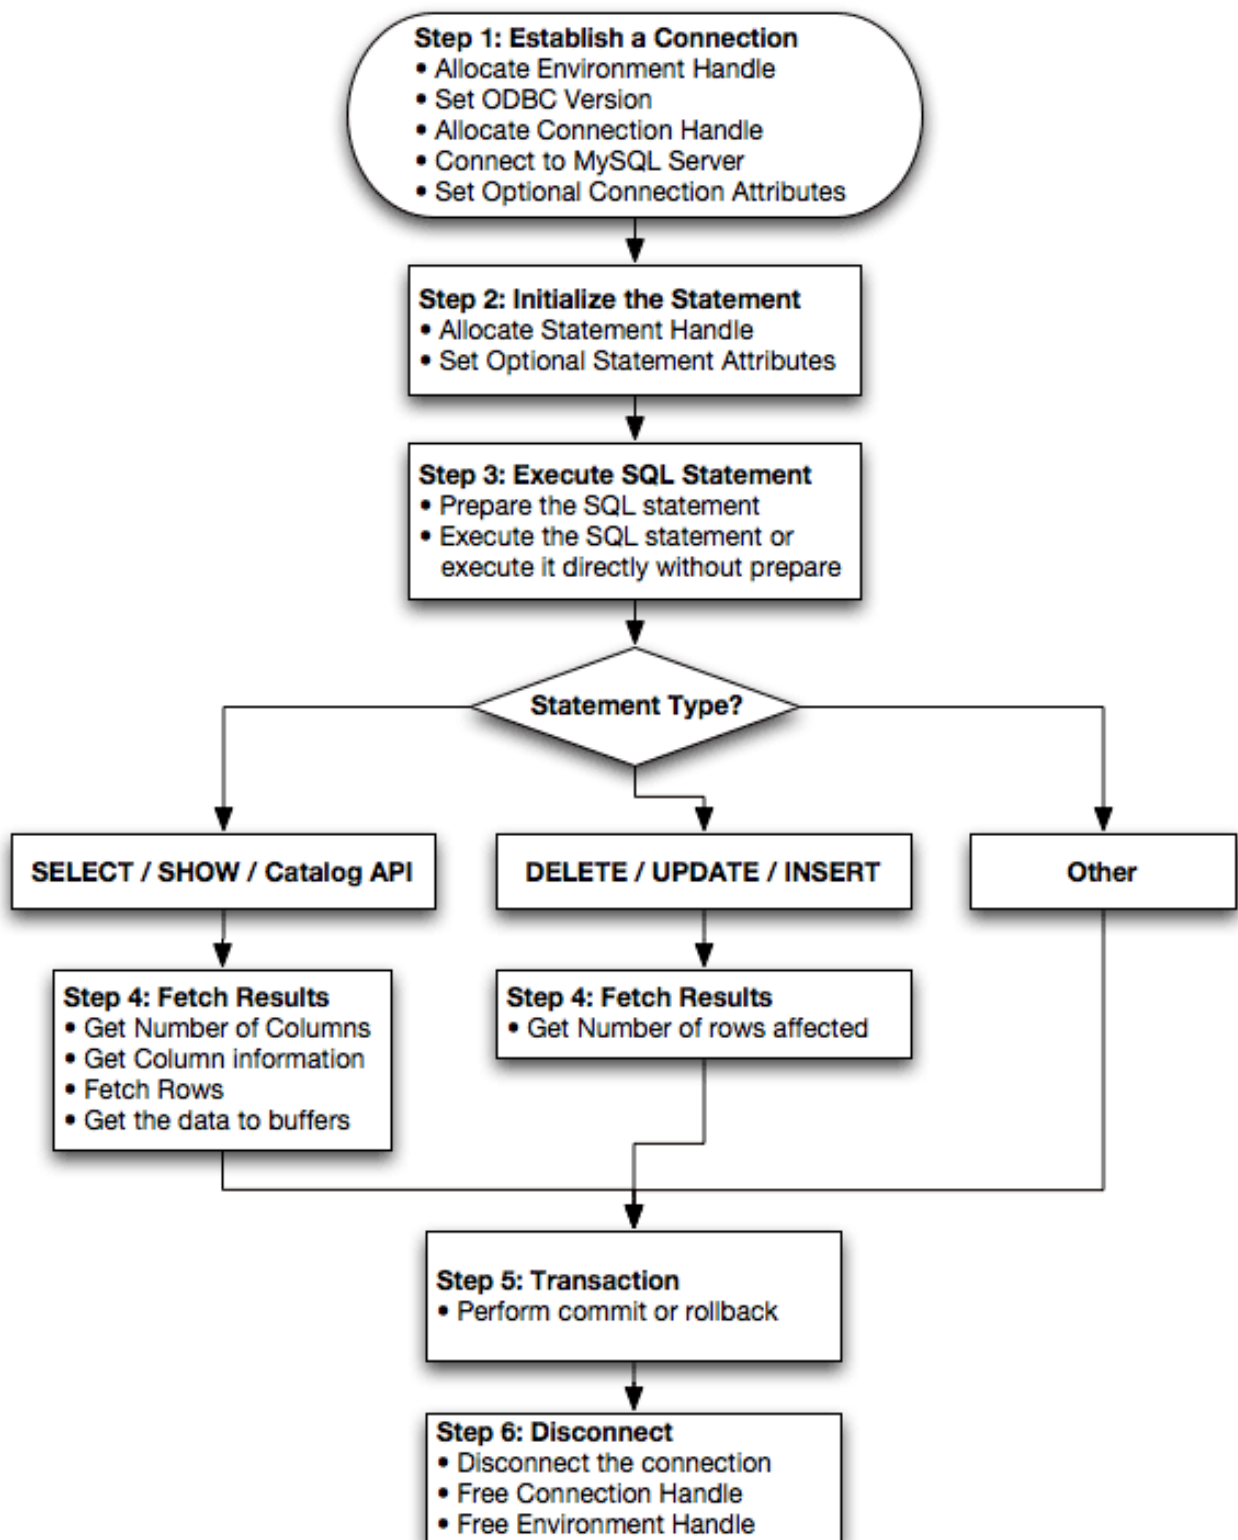 Step 1: Establish a Connection
• Allocate Environment Handle
• Set ODBC Version
• Allocate Connection Handle
• Connect to MySQL Server
• Set Optional Connection Attributes
Step 2: Initialize the Statement
• Allocate Statement Handle
• Set Optional Statement Attributes
Step 3: Execute SQL Statement
• Prepare the SQL statement
• Execute the SQL statement or
execute it directly without prepare
Statement Type?
SELECT / SHOW / Catalog API
DELETE / UPDATE / INSERT
Other
Step 4: Fetch Results
• Get Number of Columns
• Get Column information
• Fetch Rows
• Get the data to buffers
Step 4: Fetch Results
• Get Number of rows affected
Step 5: Transaction
• Perform commit or rollback
Step 6: Disconnect
• Disconnect the connection
• Free Connection Handle
• Free Environment Handle